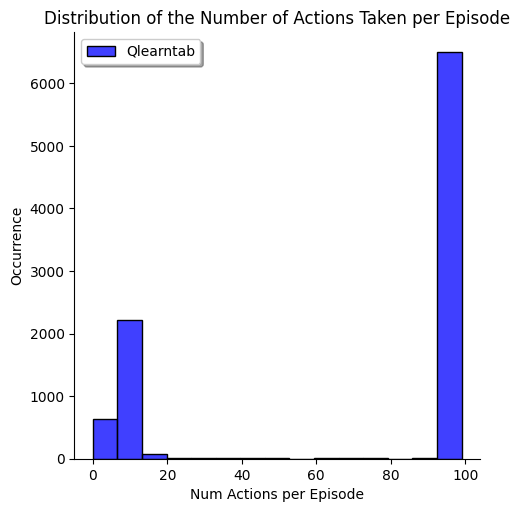 Distribution of the Number of Actions Taken per Episode
Qlearntab
6000
5000
4000
3000
2000
1000
0
Occurrence
0 20 40 60 80 100
Num Actions per Episode